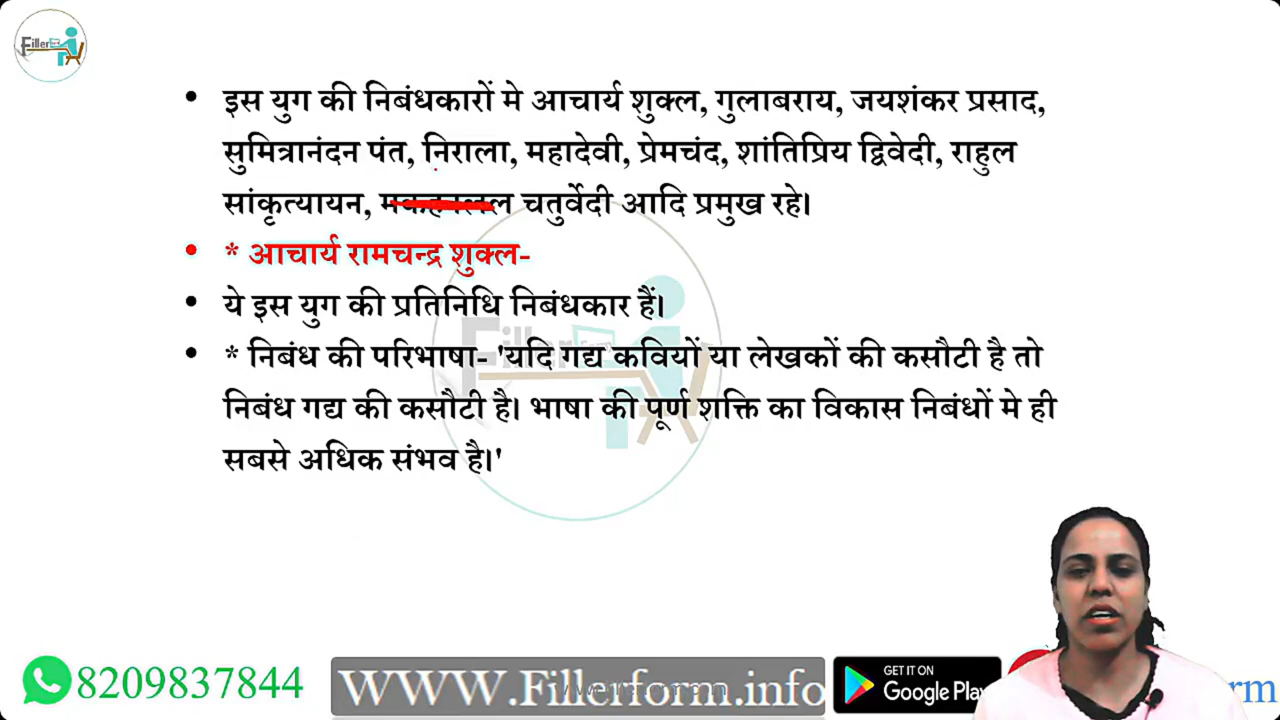 Filler
इस युग की निबंधकारों मे आचार्य शुक्ल, गुलाबराय, जयशंकर प्रसाद,
सुमित्रानंदन पंत, निराला, महादेवी, प्रेमचंद, शांतिप्रिय द्विवेदी, राहुल
सांकृत्यायन, चतुर्वेदी आदि प्रमुख रहे।
* आचार्य रामचन्द्र शुक्ल-
ये इस युग की प्रतिनिधि निबंधकार हैं।
* निबंध की परिभाषा- 'यदि गद्य कवियों या लेखकों की कसौटी है तो
निबंध गद्य की कसौटी है। भाषा की पूर्ण शक्ति का विकास निबंधों मे ही
सबसे अधिक संभव है।'
8209837844
WWW.Fillerform.info
GET IT ON
Google Play